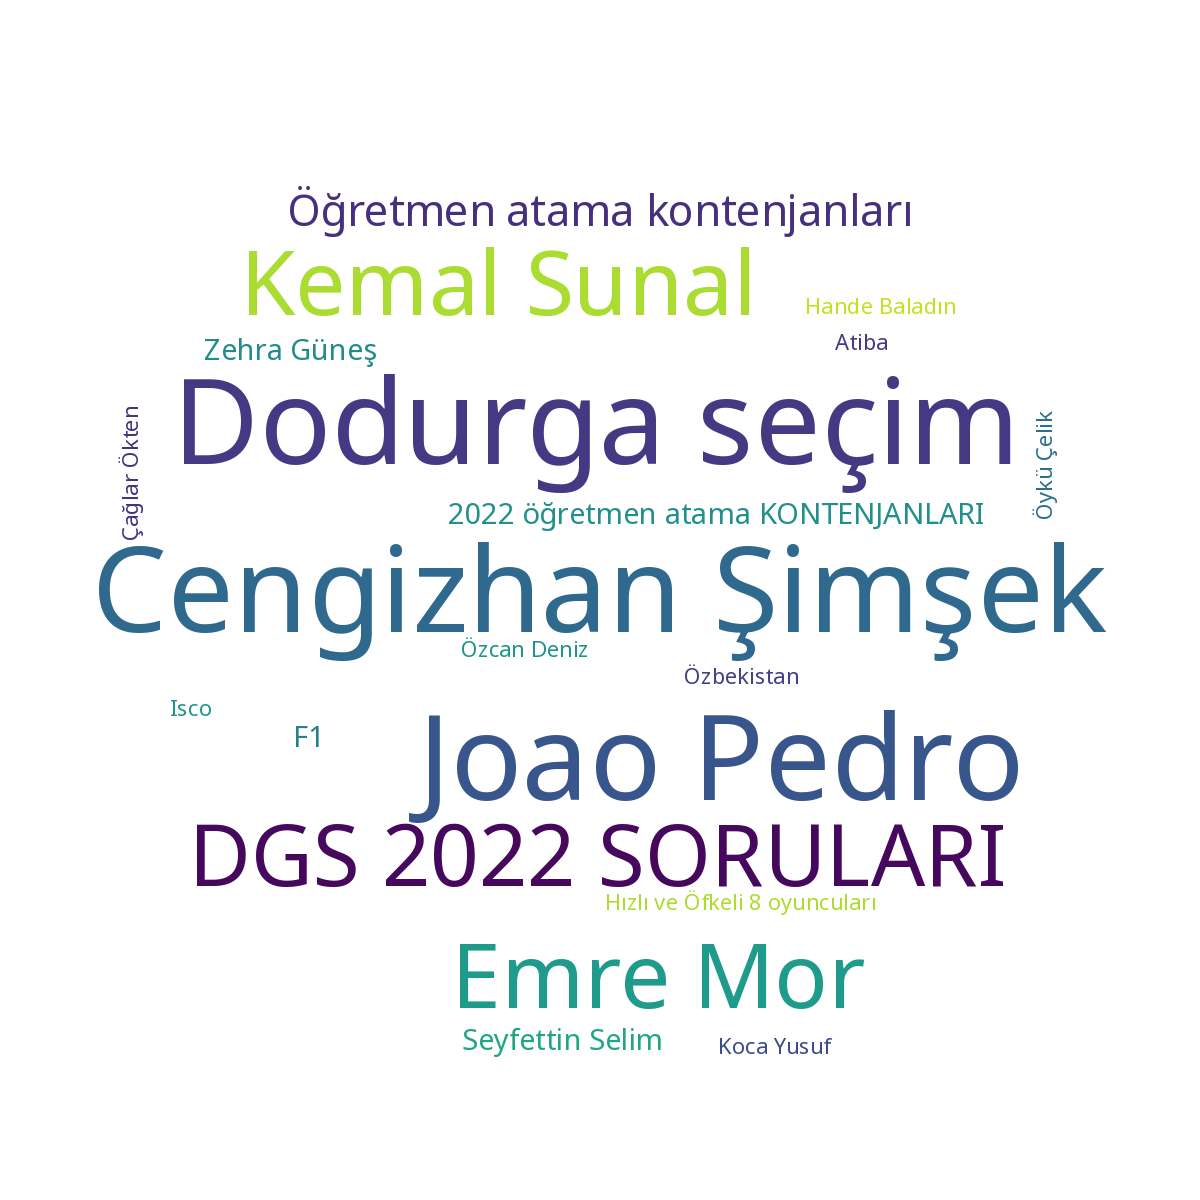 Öğretmen atama kontenjanları
Kemal Sunal
Hande Baladın
Atiba
Zehra Güneş
Dodurga seçim
Çağlar Ökten
Öykü Çelik
2022 öğretmen atama KONTENJANLARI
Cengizhan Şimşek
Özcan Deniz
Özbekistan
Isco
F1
Joao Pedro
DGS 2022 SORULARI
Hızlı ve Öfkeli 8 oyuncuları
Emre Mor
Seyfettin Selim
Koca Yusuf